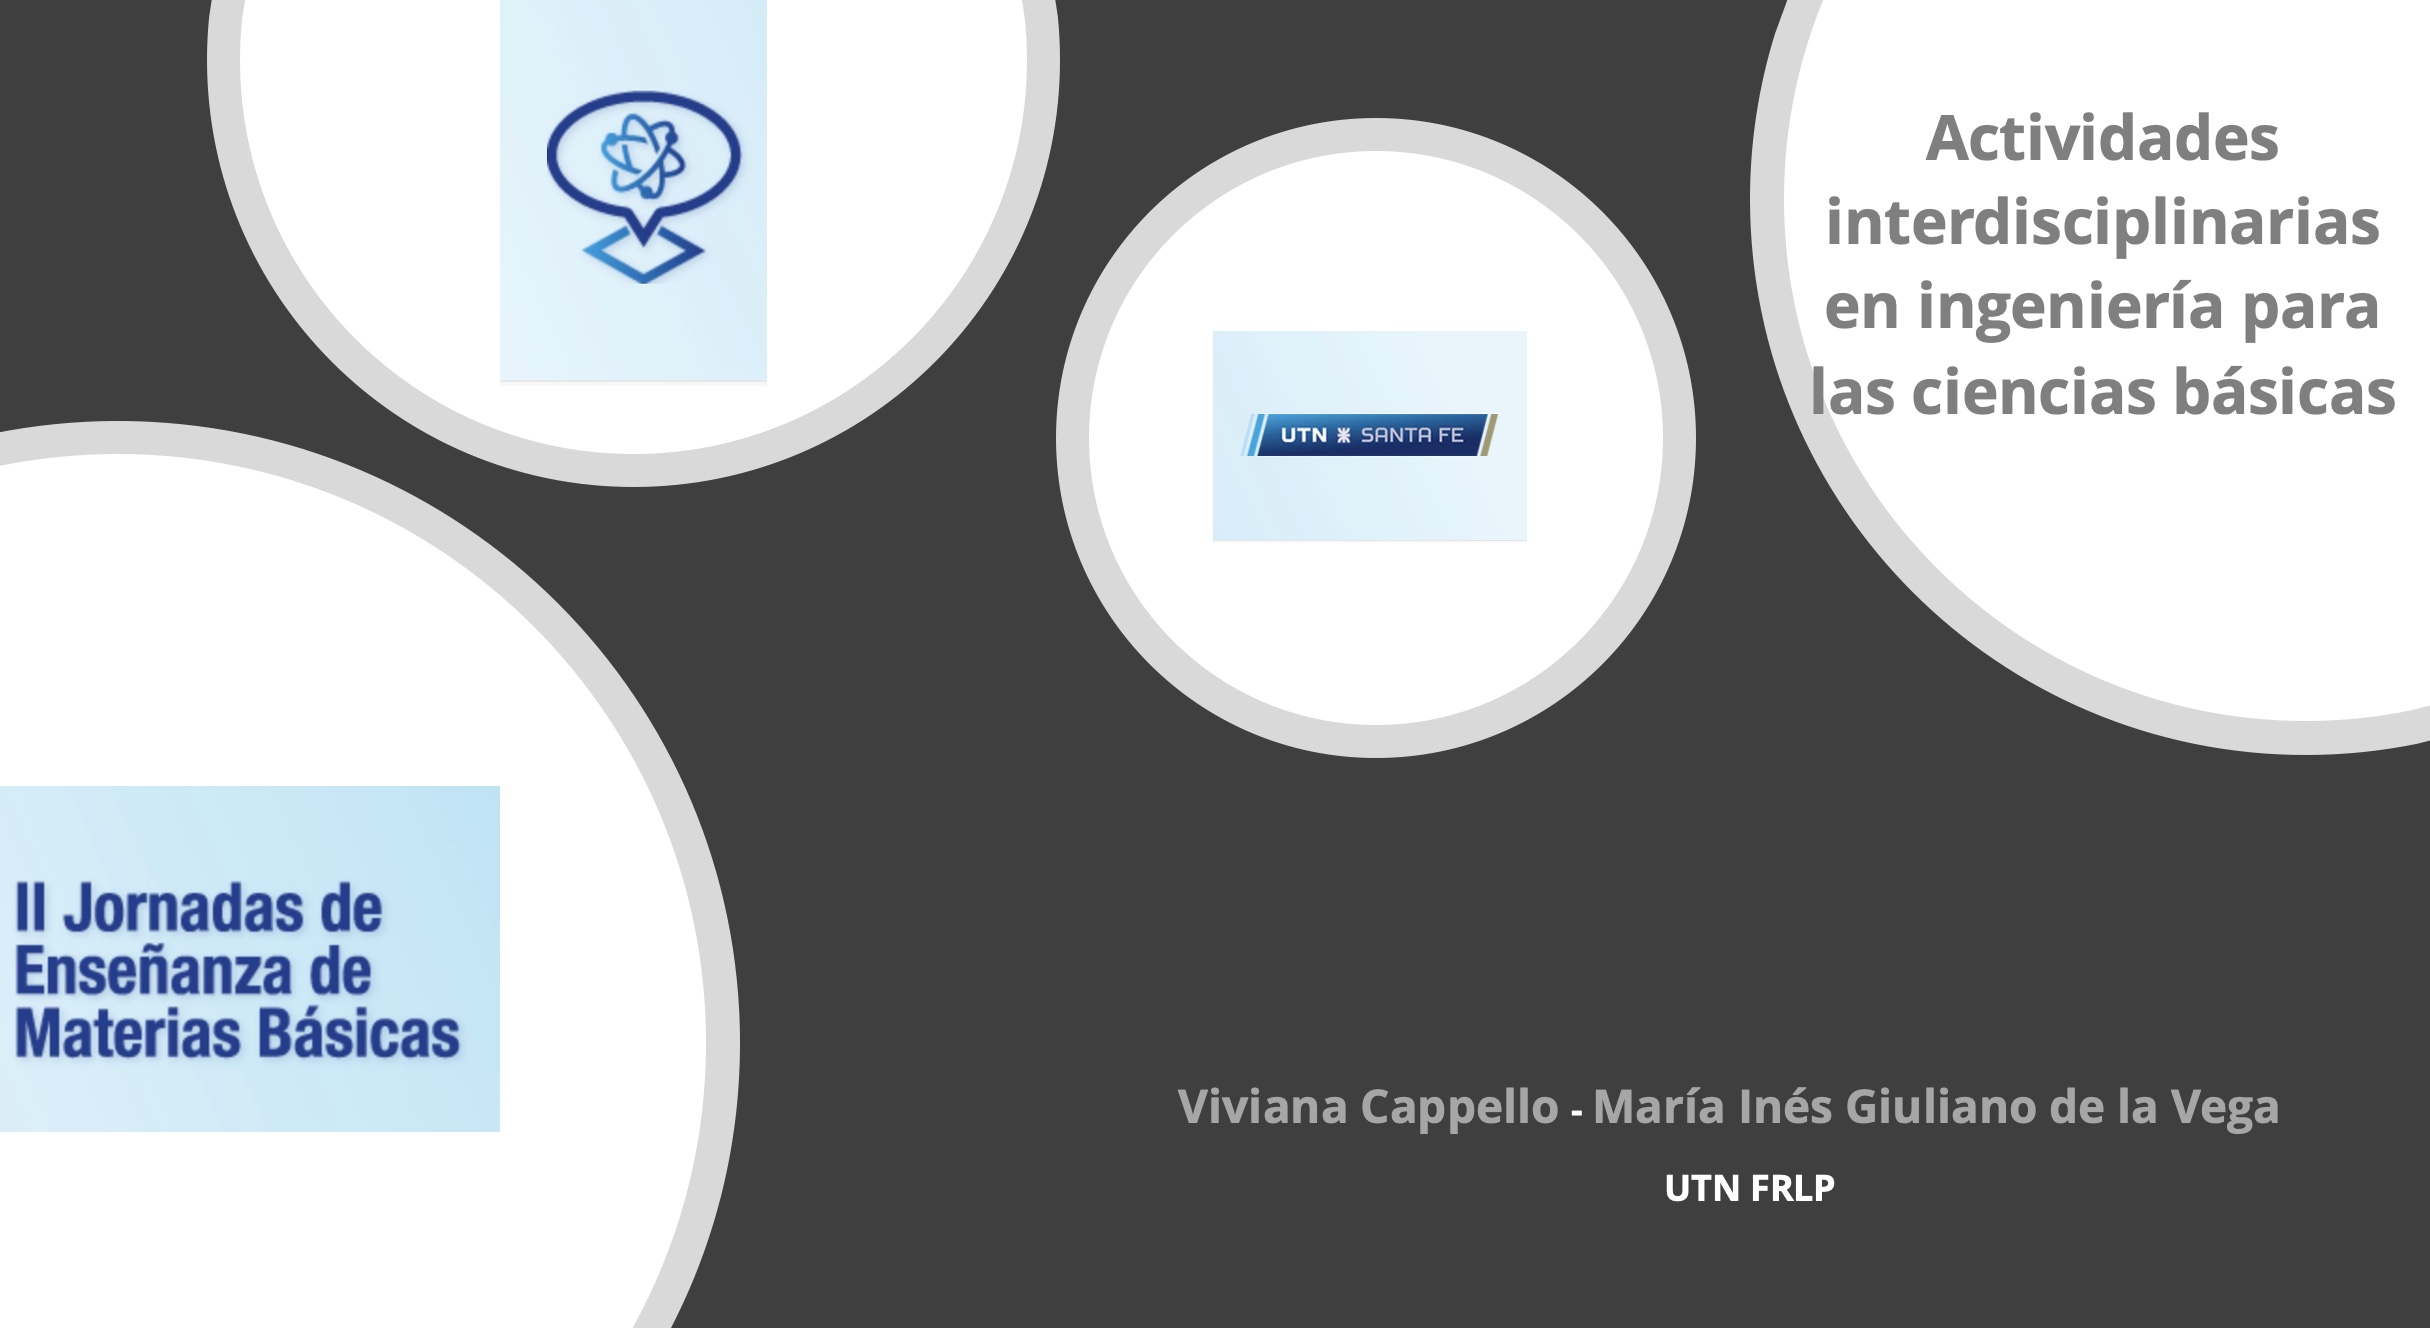 Actividades
interdisciplinarias
en ingeniería para
las ciencias básicas
UTN SANTA FE
II Jornadas de
Enseñanza de
Materias Básicas
Viviana Cappello - María Inés Giuliano de la Vega
UTN FRLP